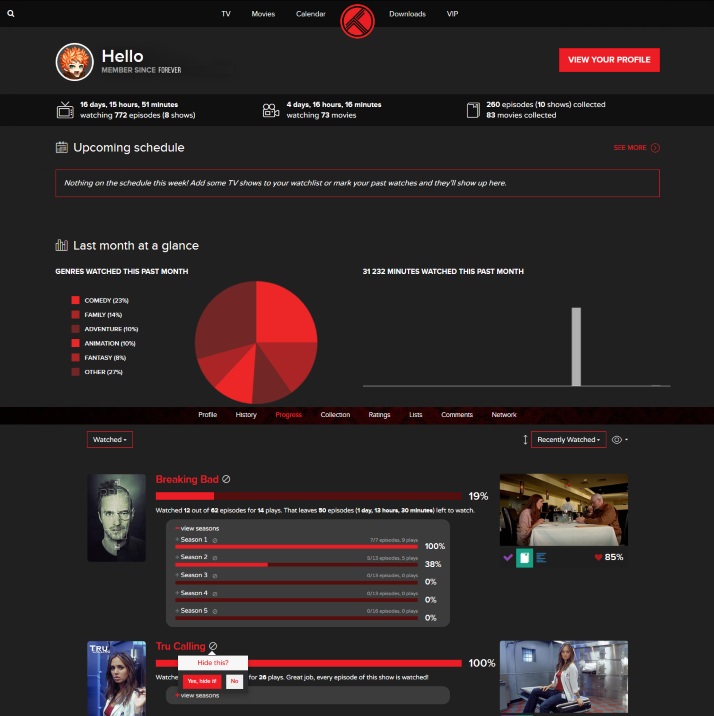 TV Movies Calendar Downloads VIP
Hello
MEMBER SINCE FOREVER
VIEW YOUR PROFILE
16 days, 15 hours, 51 minutes
watching 772 episodes (8 shows)
4 days, 16 hours, 16 minutes
watching 73 movies
260 episodes (10 shows) collected
83 movies collected
Upcoming schedule
SEE MORE
Nothing on the schedule this week! Add some TV shows to your watchlist or mark your past watches and they'll show up here.
Last month at a glance
GENRES WATCHED THIS PAST MONTH
COMEDY (23%)
FAMILY (14%)
ADVENTURE (10%)
ANIMATION (10%)
FANTASY (8%)
OTHER (27%)
31 232 MINUTES WATCHED THIS PAST MONTH
Profile History Progress Collection Ratings Lists Comments Network
Watched
Recently Watched
Breaking Bad
19%
Watched 12 out of 62 episodes for 14 plays. That leaves 50 episodes (1 day, 13 hours, 30 minutes) left to watch.
view seasons
Season 1 7/7 episodes, 9 plays
100%
Season 2 5/13 episodes, 5 plays
38%
Season 3 0/13 episodes, 0 plays
0%
Season 4 0/13 episodes, 0 plays
0%
Season 5 0/16 episodes, 0 plays
0%
85%
TRU
Tru Calling
100%
Hide this?
Yes, hide it! No
Watche for 26 plays. Great job, every episode of this show is watched!
view seasons